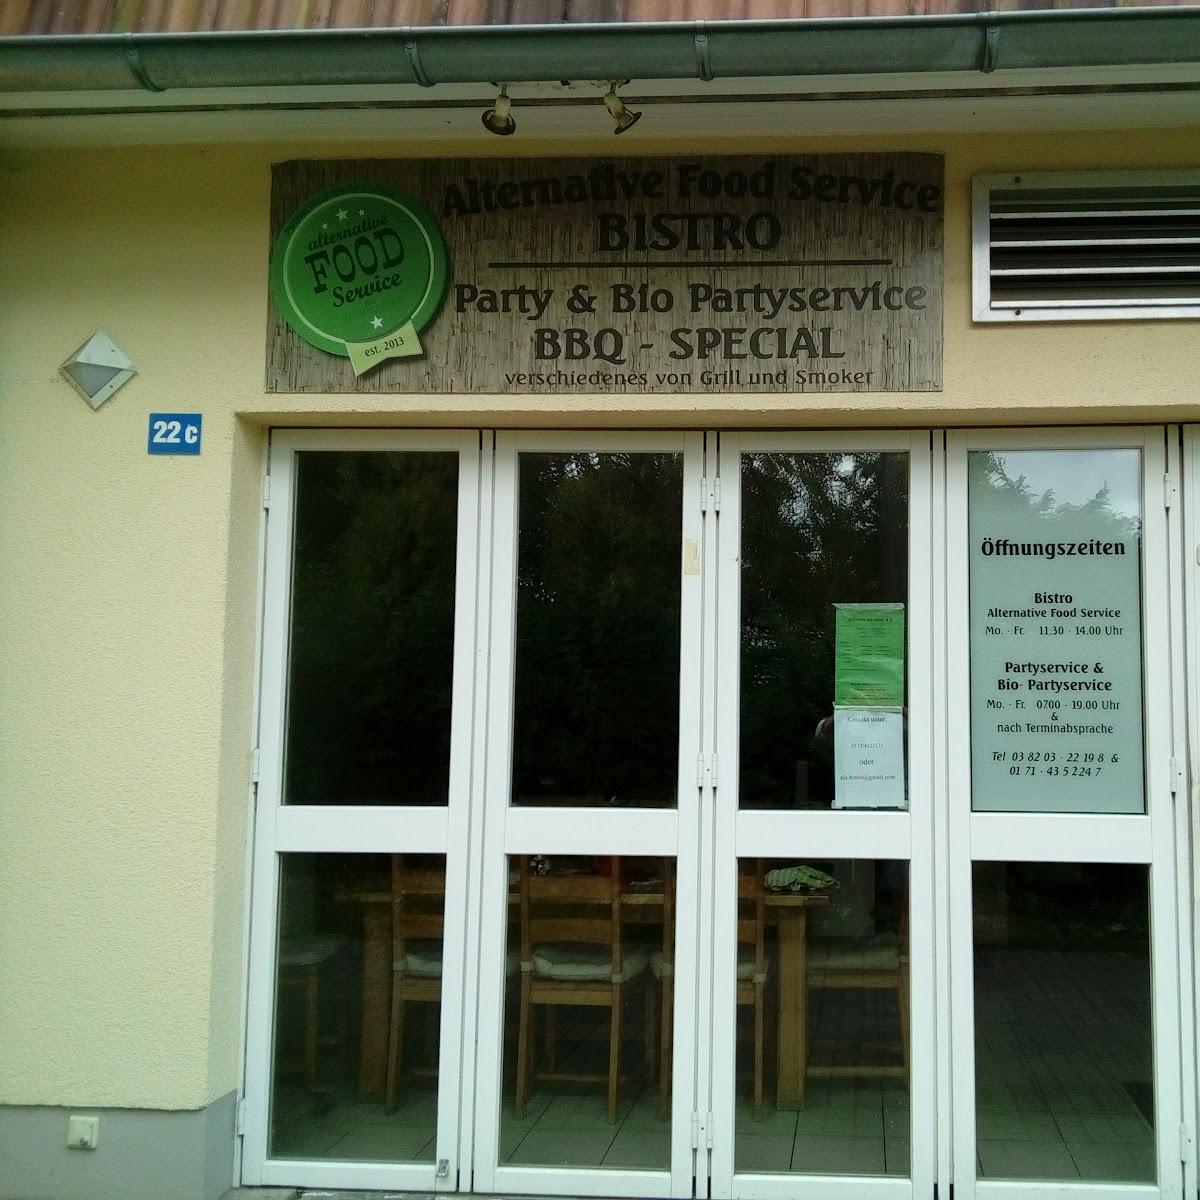 Alternative Food Service
BISTRO
Party & Bio Partyservice
BBQ - SPECIAL
verschiedenes von Grill und Smoker
alternative
FOOD
Service
est. 2013
22 c
Öffnungszeiten
Bistro
Alternative Food Service
Mo. - Fr. 11.30 - 14.00 Uhr
Partyservice &
Bio- Partyservice
Mo. - Fr. 07.00 - 19.00 Uhr
&
nach Terminabsprache
Tel 03 82 03 - 22 19 8 &
01 71 - 43 5 224 7
Kontakt unter:
oder